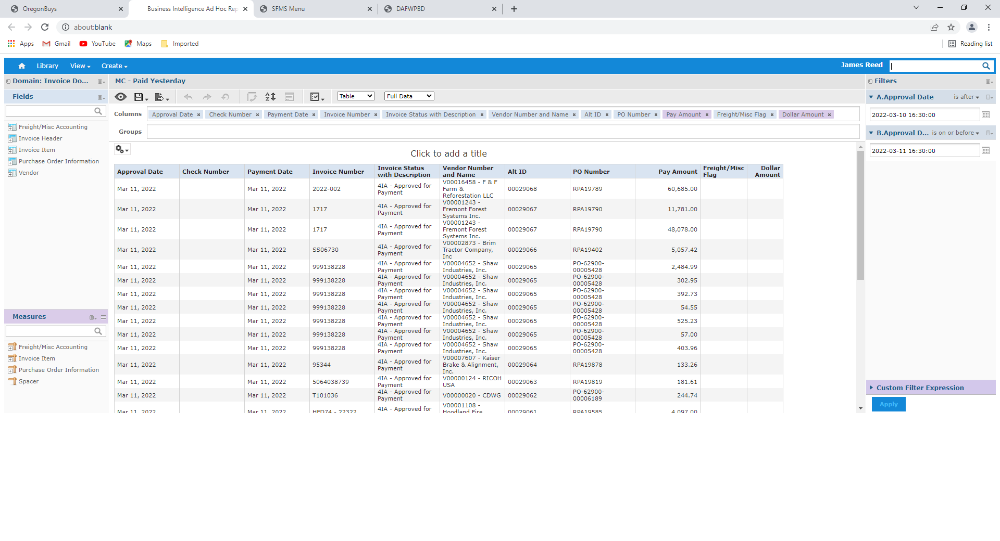 OregonBuys
Business Intelligence Ad Hoc Rep
SFMS Menu
DAFWPBD
about:blank
Apps Gmail YouTube Maps Imported Reading list
Library View Create James Reed
Domain: Invoice Do... MC - Paid Yesterday Filters
Fields
Table Full Data
A.Approval Date is after
2022-03-10 16:30:00
B.Approval D... is on or before
2022-03-11 16:30:00
Columns Approval Date Check Number Payment Date Invoice Number Invoice Status with Description Vendor Number and Name Alt ID PO Number Pay Amount Freight/Misc Flag Dollar Amount
Groups
Freight/Misc Accounting
Invoice Header
Invoice Item
Purchase Order Information
Vendor
Measures
Freight/Misc Accounting
Invoice Item
Purchase Order Information
Spacer
Click to add a title
Approval Date Check Number Payment Date Invoice Number Invoice Status with Description Vendor Number and Name Alt ID PO Number Pay Amount Freight/Misc Flag Dollar Amount
Mar 11, 2022 Mar 11, 2022 2022-002 4IA - Approved for Payment V00016458 - F & F Farm & Reforestation LLC 00029068 RPA19789 60,685.00
Mar 11, 2022 Mar 11, 2022 1717 4IA - Approved for Payment V00001243 - Fremont Forest Systems Inc. 00029067 RPA19790 11,781.00
Mar 11, 2022 Mar 11, 2022 1717 4IA - Approved for Payment V00001243 - Fremont Forest Systems Inc. 00029067 RPA19790 48,078.00
Mar 11, 2022 Mar 11, 2022 SS06730 4IA - Approved for Payment V00002873 - Brim Tractor Company, Inc 00029066 RPA19402 5,057.42
Mar 11, 2022 Mar 11, 2022 999138228 4IA - Approved for Payment V00004652 - Shaw Industries, Inc. 00029065 PO-62900-00005428 2,484.99
Mar 11, 2022 Mar 11, 2022 999138228 4IA - Approved for Payment V00004652 - Shaw Industries, Inc. 00029065 PO-62900-00005428 302.95
Mar 11, 2022 Mar 11, 2022 999138228 4IA - Approved for Payment V00004652 - Shaw Industries, Inc. 00029065 PO-62900-00005428 392.73
Mar 11, 2022 Mar 11, 2022 999138228 4IA - Approved for Payment V00004652 - Shaw Industries, Inc. 00029065 PO-62900-00005428 54.55
Mar 11, 2022 Mar 11, 2022 999138228 4IA - Approved for Payment V00004652 - Shaw Industries, Inc. 00029065 PO-62900-00005428 525.23
Mar 11, 2022 Mar 11, 2022 999138228 4IA - Approved for Payment V00004652 - Shaw Industries, Inc. 00029065 PO-62900-00005428 57.00
Mar 11, 2022 Mar 11, 2022 999138228 4IA - Approved for Payment V00004652 - Shaw Industries, Inc. 00029065 PO-62900-00005428 403.96
Mar 11, 2022 Mar 11, 2022 95344 4IA - Approved for Payment V00007607 - Kaiser Brake & Alignment, Inc. 00029064 RPA19878 133.26
Mar 11, 2022 Mar 11, 2022 5064038739 4IA - Approved for Payment V00000124 - RICOH USA 00029063 RPA19819 181.61
Mar 11, 2022 Mar 11, 2022 T101036 4IA - Approved for Payment V00000020 - CDWG 00029062 PO-62900-00006189 244.74
Mar 11, 2022 Mar 11, 2022 HFD74 - 22322 4IA - Approved for V00001108 - Hoodland Fire 00029061 RPA19585 4,097.00
Custom Filter Expression
Apply